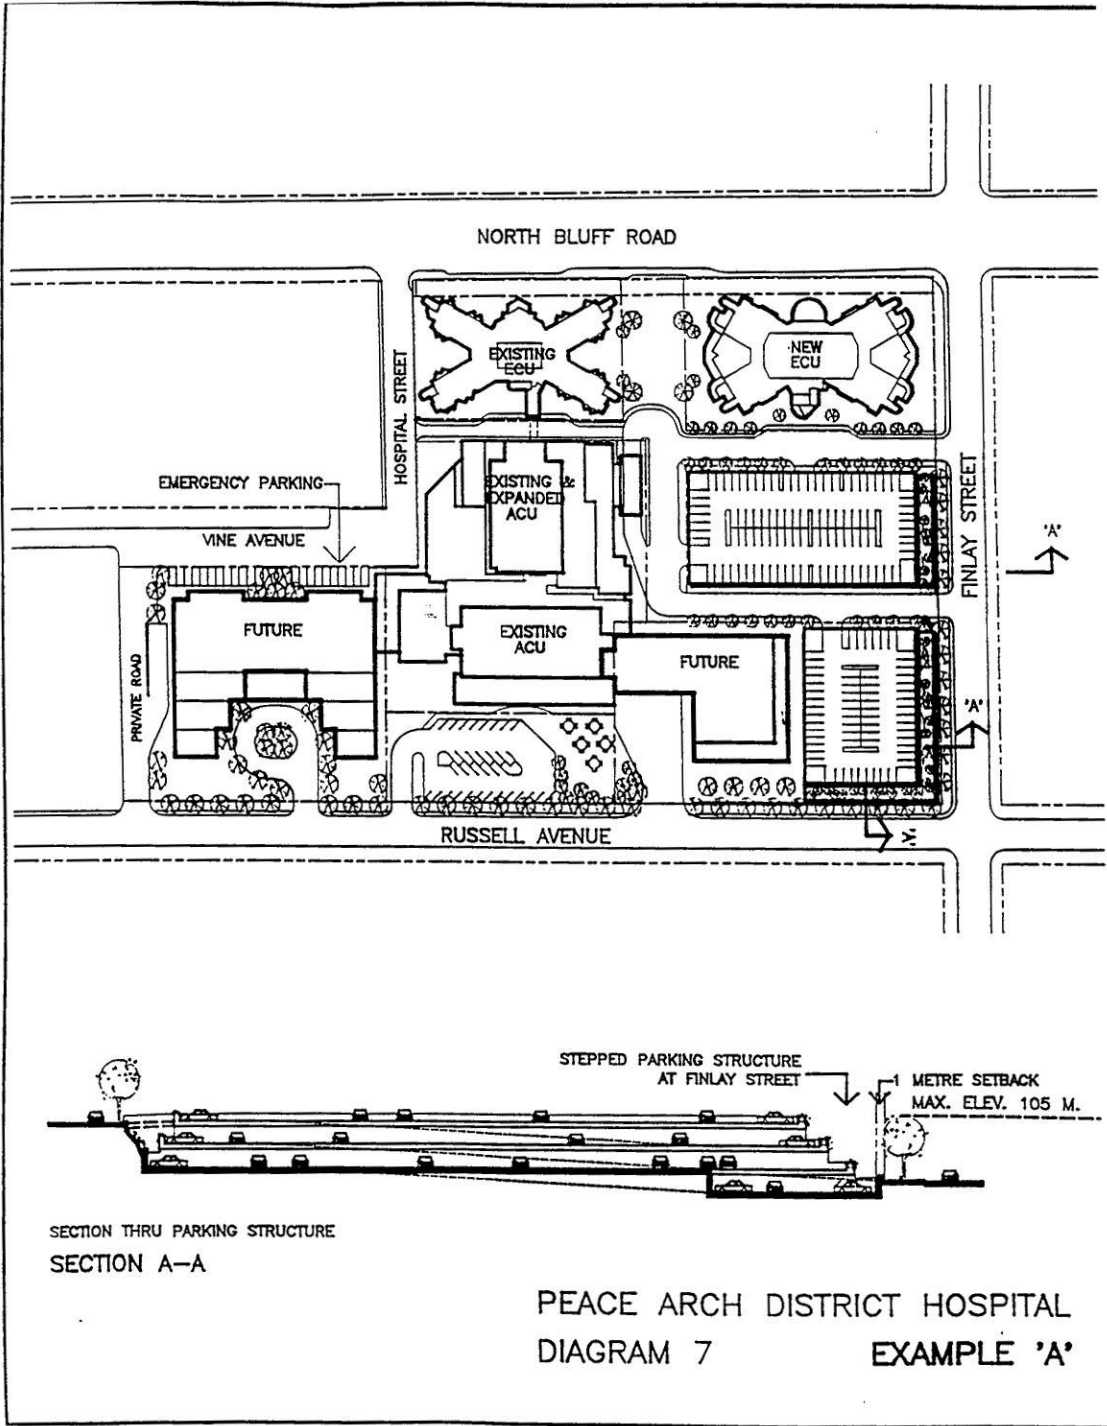 NORTH BLUFF ROAD
HOSPITAL STREET
EXISTING
ECU
NEW
ECU
EMERGENCY PARKING
EXISTING &
EXPANDED
ACU
FINLAY STREET
VINE AVENUE
'A'
FUTURE
EXISTING
ACU
FUTURE
PRIVATE ROAD
'A'
RUSSELL AVENUE
'A'
STEPPED PARKING STRUCTURE
AT FINLAY STREET
1 METRE SETBACK
MAX. ELEV. 105 M.
SECTION THRU PARKING STRUCTURE
SECTION A-A
PEACE ARCH DISTRICT HOSPITAL
DIAGRAM 7 EXAMPLE 'A'